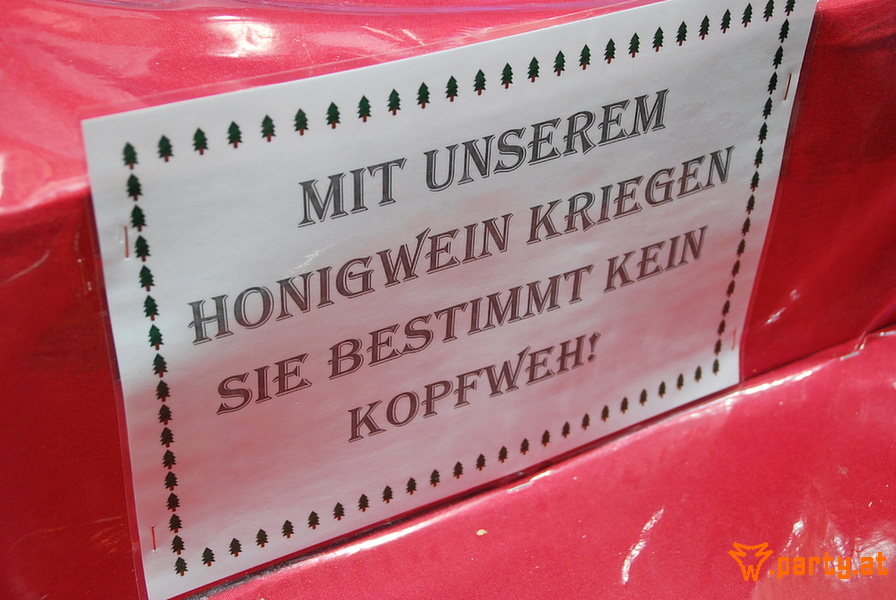 MIT UNSEREM
HONIGWEIN KRIEGEN
SIE BESTIMMT KEIN
KOPFWEH!
.party.at